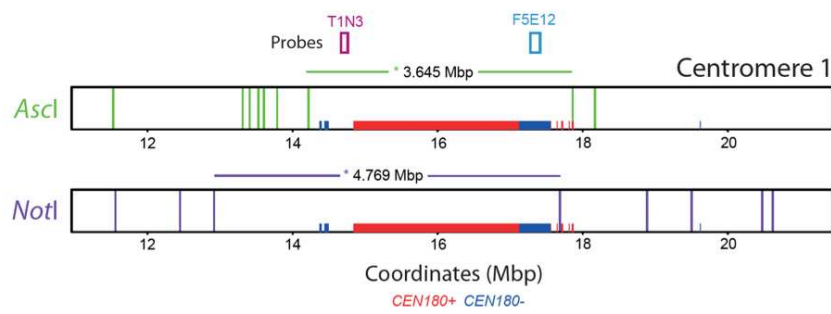 T1N3 F5E12
Probes
* 3.645 Mbp
Centromere 1
AscI
12 14 16 18 20
* 4.769 Mbp
NotI
12 14 16 18 20
Coordinates (Mbp)
CEN180+ CEN180-